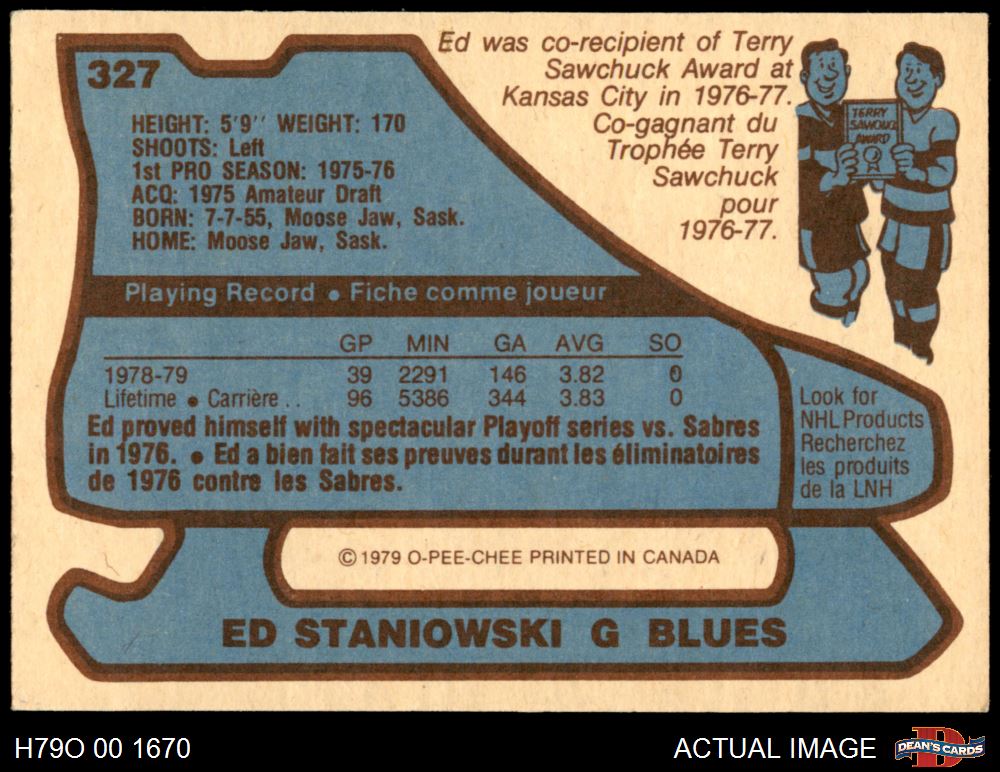 327
Ed was co-recipient of Terry
Sawchuck Award at
Kansas City in 1976-77.
Co-gagnant du
Trophée Terry
Sawchuck
pour
1976-77.
TERRY
SAWCHUCK
AWARD
HEIGHT: 5'9'' WEIGHT: 170
SHOOTS: Left
1st PRO SEASON: 1975-76
ACQ: 1975 Amateur Draft
BORN: 7-7-55, Moose Jaw, Sask.
HOME: Moose Jaw, Sask.
Playing Record • Fiche comme joueur
GP MIN GA AVG SO
1978-79 39 2291 146 3.82 0
Lifetime • Carrière . . 96 5386 344 3.83 0
Ed proved himself with spectacular Playoff series vs. Sabres
in 1976. • Ed a bien fait ses preuves durant les éliminatoires
de 1976 contre les Sabres.
Look for
NHL Products
Recherchez
les produits
de la LNH
© 1979 O-PEE-CHEE PRINTED IN CANADA
ED STANIOWSKI G BLUES
H79O 00 1670
ACTUAL IMAGE
D
DEAN'S CARDS